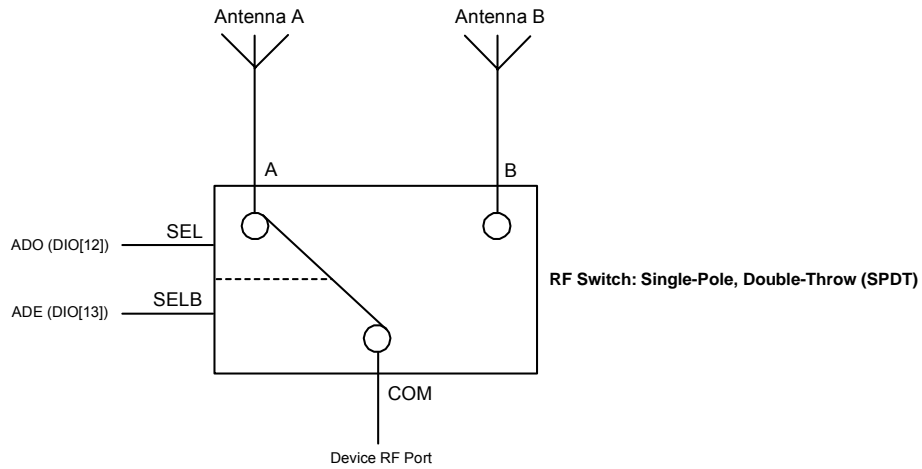 Antenna A
Antenna B
A
B
SEL
ADO (DIO[12])
RF Switch: Single-Pole, Double-Throw (SPDT)
SELB
ADE (DIO[13])
COM
Device RF Port